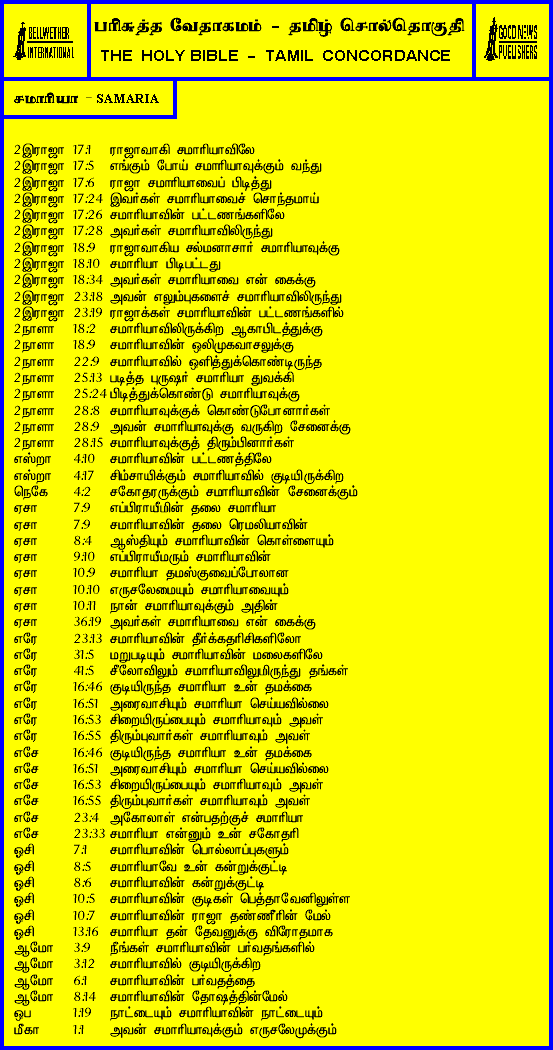 BELLWETHER
INTERNATIONAL
பரிசுத்த வேதாகமம் - தமிழ் சொல்தொகுதி
THE HOLY BIBLE - TAMIL CONCORDANCE
GOOD NEWS
PUBLISHERS
சமாரியா - SAMARIA
2இராஜா 17:1 ராஜாவாகி சமாரியாவிலே
2இராஜா 17:5 எங்கும் போய் சமாரியாவுக்கும் வந்து
2இராஜா 17:6 ராஜா சமாரியாவைப் பிடித்து
2இராஜா 17:24 இவர்கள் சமாரியாவைச் சொந்தமாய்
2இராஜா 17:26 சமாரியாவின் பட்டணங்களிலே
2இராஜா 17:28 அவர்கள் சமாரியாவிலிருந்து
2இராஜா 18:9 ராஜாவாகிய சல்மனாசார் சமாரியாவுக்கு
2இராஜா 18:10 சமாரியா பிடிபட்டது
2இராஜா 18:34 அவர்கள் சமாரியாவை என் கைக்கு
2இராஜா 23:18 அவன் எலும்புகளைச் சமாரியாவிலிருந்து
2இராஜா 23:19 ராஜாக்கள் சமாரியாவின் பட்டணங்களில்
2நாளா 18:2 சமாரியாவிலிருக்கிற ஆகாபிடத்துக்கு
2நாளா 18:9 சமாரியாவின் ஒலிமுகவாசலுக்கு
2நாளா 22:9 சமாரியாவில் ஒளித்துக்கொண்டிருந்த
2நாளா 25:13 படித்த புருஷர் சமாரியா துவக்கி
2நாளா 25:24 பிடித்துக்கொண்டு சமாரியாவுக்கு
2நாளா 28:8 சமாரியாவுக்குக் கொண்டுபோனார்கள்
2நாளா 28:9 அவன் சமாரியாவுக்கு வருகிற சேனைக்கு
2நாளா 28:15 சமாரியாவுக்குத் திரும்பினார்கள்
எஸ்றா 4:10 சமாரியாவின் பட்டணத்திலே
எஸ்றா 4:17 சிம்சாயிக்கும் சமாரியாவில் குடியிருக்கிற
நெகே 4:2 சகோதரருக்கும் சமாரியாவின் சேனைக்கும்
ஏசா 7:9 எப்பிராயீமின் தலை சமாரியா
ஏசா 7:9 சமாரியாவின் தலை ரெமலியாவின்
ஏசா 8:4 ஆஸ்தியும் சமாரியாவின் கொள்ளையும்
ஏசா 9:10 எப்பிராயீமரும் சமாரியாவின்
ஏசா 10:9 சமாரியா தமஸ்குவைப்போலான
ஏசா 10:10 எருசலேமையும் சமாரியாவையும்
ஏசா 10:11 நான் சமாரியாவுக்கும் அதின்
ஏசா 36:19 அவர்கள் சமாரியாவை என் கைக்கு
எரே 23:13 சமாரியாவின் தீர்க்கதரிசிகளிலோ
எரே 31:5 மறுபடியும் சமாரியாவின் மலைகளிலே
எரே 41:5 சீலோவிலும் சமாரியாவிலுமிருந்து தங்கள்
எரே 16:46 குடியிருந்த சமாரியா உன் தமக்கை
எரே 16:51 அரைவாசியும் சமாரியா செய்யவில்லை
எரே 16:53 சிறையிருப்பையும் சமாரியாவும் அவள்
எரே 16:55 திரும்புவார்கள் சமாரியாவும் அவள்
எசே 16:46 குடியிருந்த சமாரியா உன் தமக்கை
எசே 16:51 அரைவாசியும் சமாரியா செய்யவில்லை
எசே 16:53 சிறையிருப்பையும் சமாரியாவும் அவள்
எசே 16:55 திரும்புவார்கள் சமாரியாவும் அவள்
எசே 23:4 அகோலாள் என்பதற்குச் சமாரியா
எசே 23:33 சமாரியா என்னும் உன் சகோதரி
ஓசி 7:1 சமாரியாவின் பொல்லாப்புகளும்
ஓசி 8:5 சமாரியாவே உன் கன்றுக்குட்டி
ஓசி 8:6 சமாரியாவின் கன்றுக்குட்டி
ஓசி 10:5 சமாரியாவின் குடிகள் பெத்தாவேனிலுள்ள
ஓசி 10:7 சமாரியாவின் ராஜா தண்ணீரின் மேல்
ஓசி 13:16 சமாரியா தன் தேவனுக்கு விரோதமாக
ஆமோ 3:9 நீங்கள் சமாரியாவின் பர்வதங்களில்
ஆமோ 3:12 சமாரியாவில் குடியிருக்கிற
ஆமோ 6:1 சமாரியாவின் பர்வதத்தை
ஆமோ 8:14 சமாரியாவின் தோஷத்தின்மேல்
ஒப 1:19 நாட்டையும் சமாரியாவின் நாட்டையும்
மீகா 1:1 அவன் சமாரியாவுக்கும் எருசலேமுக்கும்